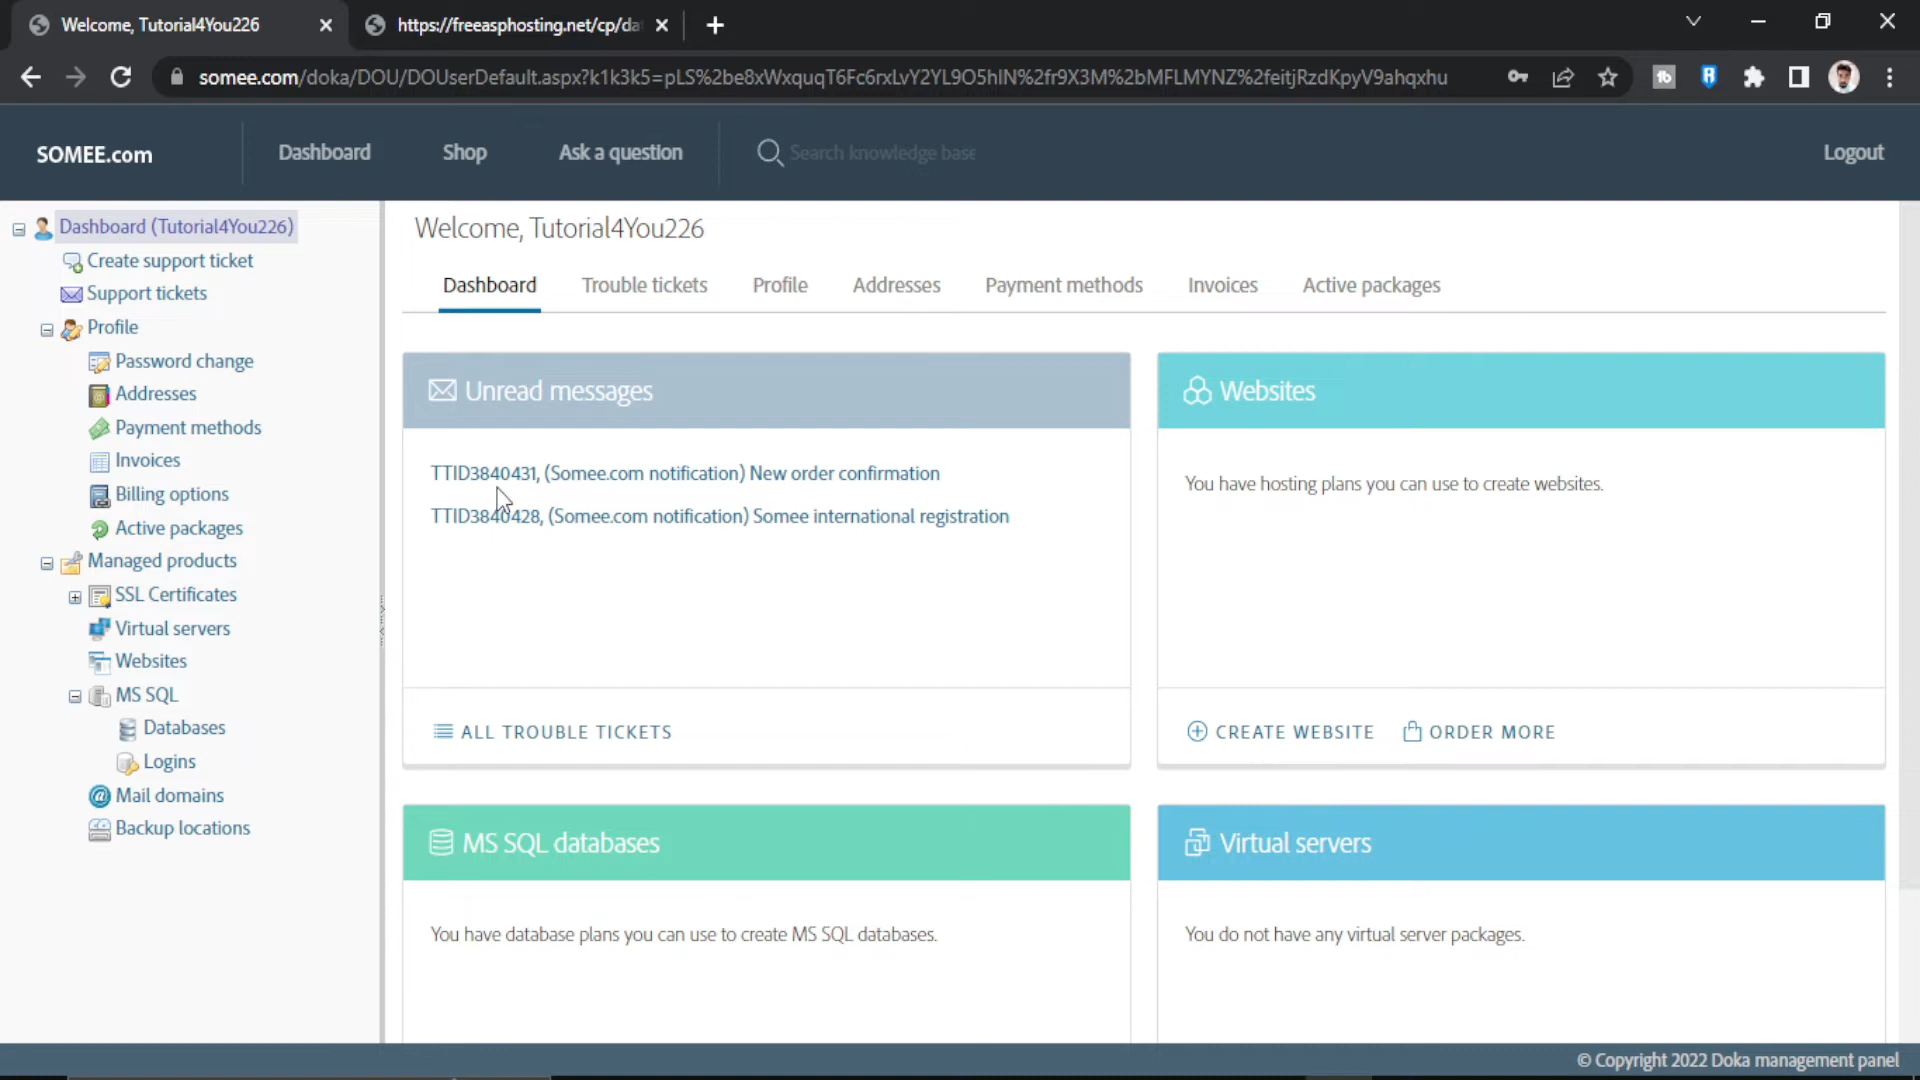 Welcome, Tutorial4You226
https://freeasphosting.net/cp/da
somee.com/doka/DOU/DOUserDefault.aspx?k1k3k5=pLS%2be8xWxquqT6Fc6rxLvY2YL9O5hIN%2fr9X3M%2bMFLMYNZ%2feitjRzdKpyV9ahqxhu
SOMEE.com
Dashboard
Shop
Ask a question
Search knowledge base
Logout
Dashboard (Tutorial4You226)
Create support ticket
Support tickets
Profile
Password change
Addresses
Payment methods
Invoices
Billing options
Active packages
Managed products
SSL Certificates
Virtual servers
Websites
MS SQL
Databases
Logins
Mail domains
Backup locations
Welcome, Tutorial4You226
Dashboard
Trouble tickets
Profile
Addresses
Payment methods
Invoices
Active packages
Unread messages
TTID3840431, (Somee.com notification) New order confirmation
TTID3840428, (Somee.com notification) Somee international registration
ALL TROUBLE TICKETS
Websites
You have hosting plans you can use to create websites.
CREATE WEBSITE
ORDER MORE
MS SQL databases
You have database plans you can use to create MS SQL databases.
Virtual servers
You do not have any virtual server packages.
© Copyright 2022 Doka management panel